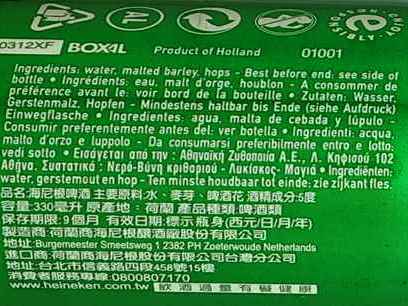 0312XF BOX4L Product of Holland 01001
Ingredients: water, malted barley, hops - Best before end: see side of
bottle • Ingrédients: eau, malt d'orge, houblon - A consommer de
préférence avant le: voir bord de la bouteille • Zutaten: Wasser,
Gerstenmalz, Hopfen - Mindestens haltbar bis Ende (siehe Aufdruck)
Einwegflasche • Ingredientes: agua, malta de cebada y lúpulo -
Consumir preferentemente antes del: ver botella • Ingredienti: acqua,
malto d'orzo e luppolo - Da consumarsi preferibilmente entro e lotto:
vedi sotto • Εισάγεται από την : Αθηναϊκή Ζυθοποιία Α.Ε., Λ. Κηφισού 102
Αθήνα. Συστατικά : Νερό-Βύνη κριθαριού - Λυκίσκος- Μαγιά • Ingrediënten:
water, gerstemout en hop - Ten minste houdbaar tot einde: zie zijkant fles.
品名:海尼根啤酒 主要原料:水、麥芽、啤酒花 酒精成分:5度
容量:330毫升 原產地:荷蘭 產品種類:啤酒類
保存期限:9個月 有效日期:標示瓶身(西元/日/月/年)
製造商:荷蘭商海尼根釀酒廠股份有限公司
地址:Burgemeester Smeetsweg 1 2382 PH Zoeterwoude Netherlands
進口商:荷蘭商海尼根股份有限公司台灣分公司
地址:台北市信義路四段458號15樓
消費者服務專線:0800807170
www.heineken.com.tw 飲酒過量有礙健康